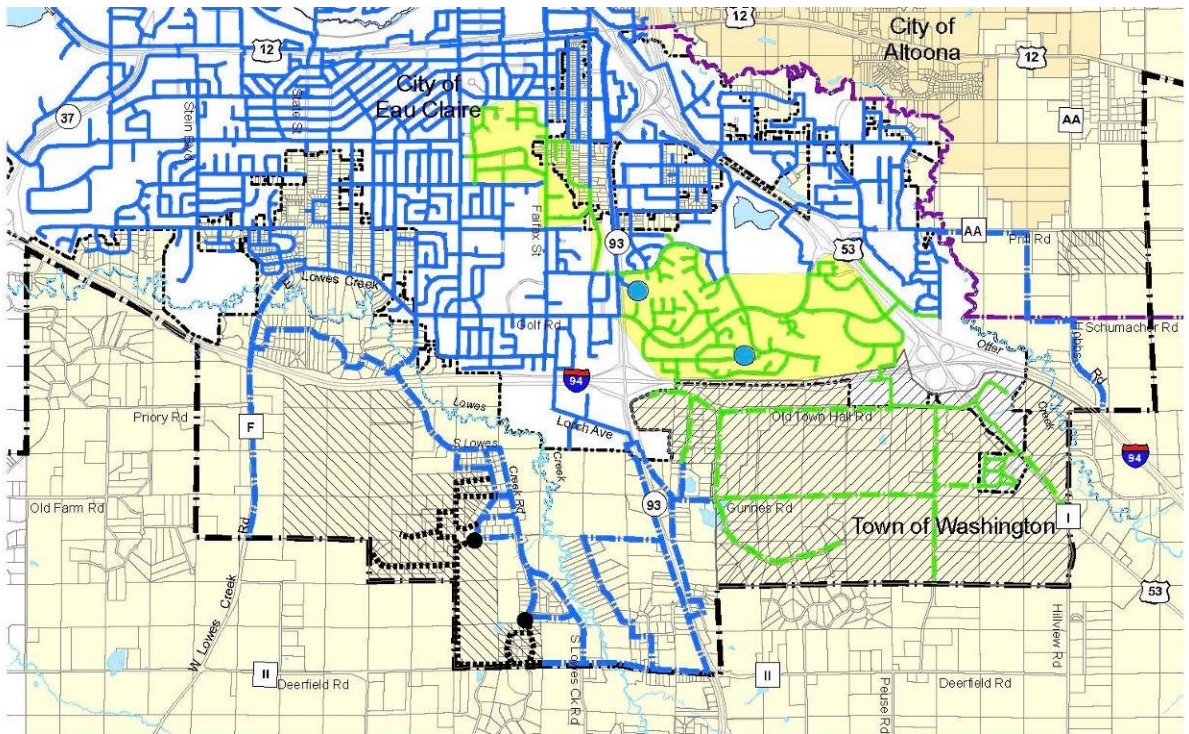 12
City of
Altoona
12
12
City of
Eau Claire
37
Stein Blvd
State St
AA
Fairfax St
93
53
AA
Prill Rd
Lowes Creek
Golf Rd
Schumacher Rd
Otter
Creek
Hobbs
Rd
94
Priory Rd
Lowes
Creek
F
Lorch Ave
Old Town Hall Rd
S Lowes
Creek Rd
94
93
Old Farm Rd
Gunnes Rd
Town of Washington
I
53
W Lowes Creek
Rd
II
Deerfield Rd
S Lowes Ck Rd
II
Peuse Rd
Hillview Rd
Deerfield Rd